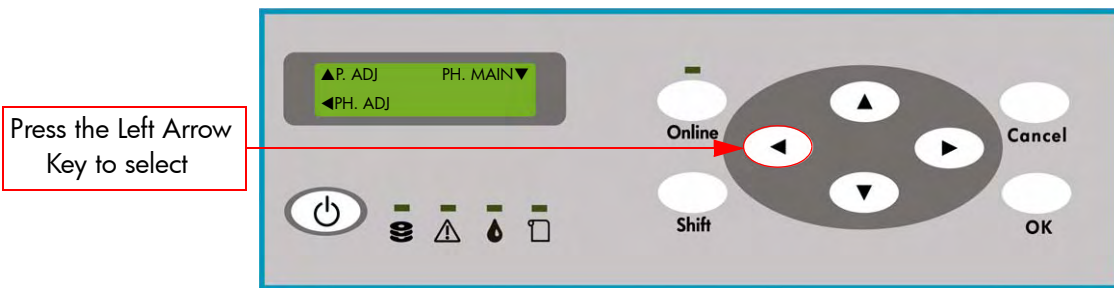 ▲P. ADJ PH. MAIN▼
◀PH. ADJ
Press the Left Arrow
Key to select
Online
Cancel
Shift
OK